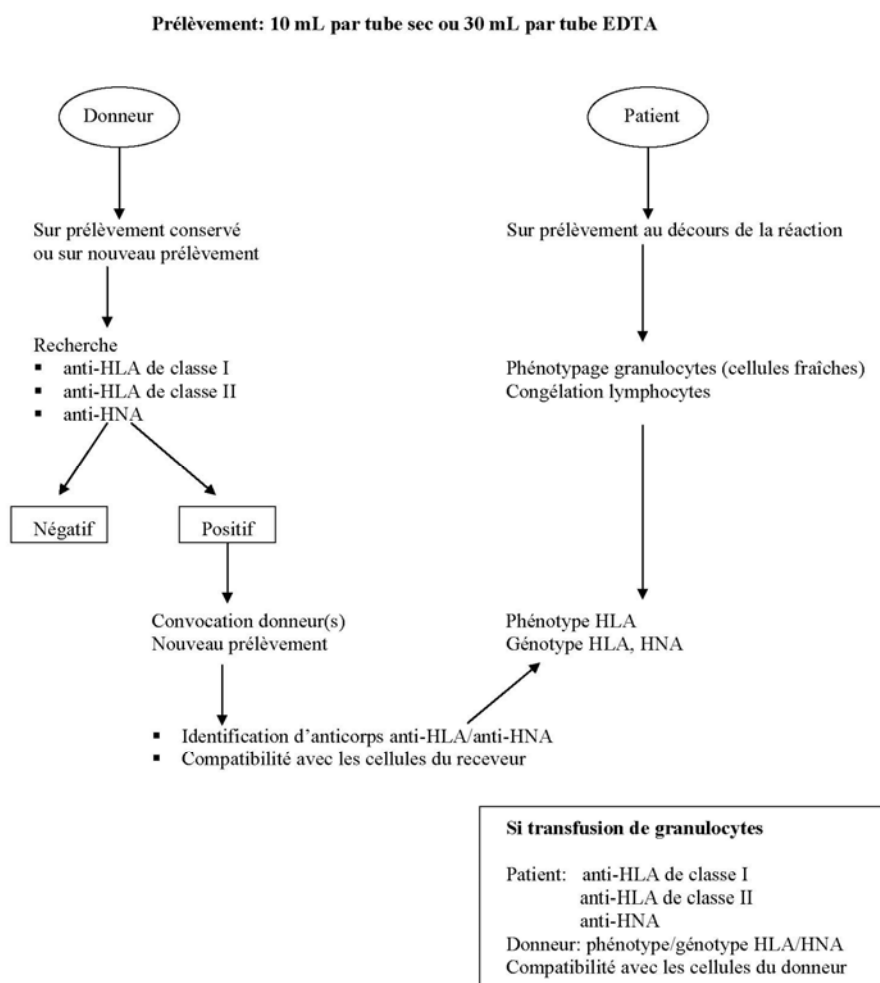 Prélèvement: 10 mL par tube sec ou 30 mL par tube EDTA
Donneur
Patient
Sur prélèvement conservé
ou sur nouveau prélèvement
Sur prélèvement au décours de la réaction
Recherche
▪ anti-HLA de classe I
▪ anti-HLA de classe II
▪ anti-HNA
Phénotypage granulocytes (cellules fraîches)
Congélation lymphocytes
Négatif
Positif
Convocation donneur(s)
Nouveau prélèvement
Phénotype HLA
Génotype HLA, HNA
▪ Identification d'anticorps anti-HLA/anti-HNA
▪ Compatibilité avec les cellules du receveur
Si transfusion de granulocytes
Patient: anti-HLA de classe I
anti-HLA de classe II
anti-HNA
Donneur: phénotype/génotype HLA/HNA
Compatibilité avec les cellules du donneur